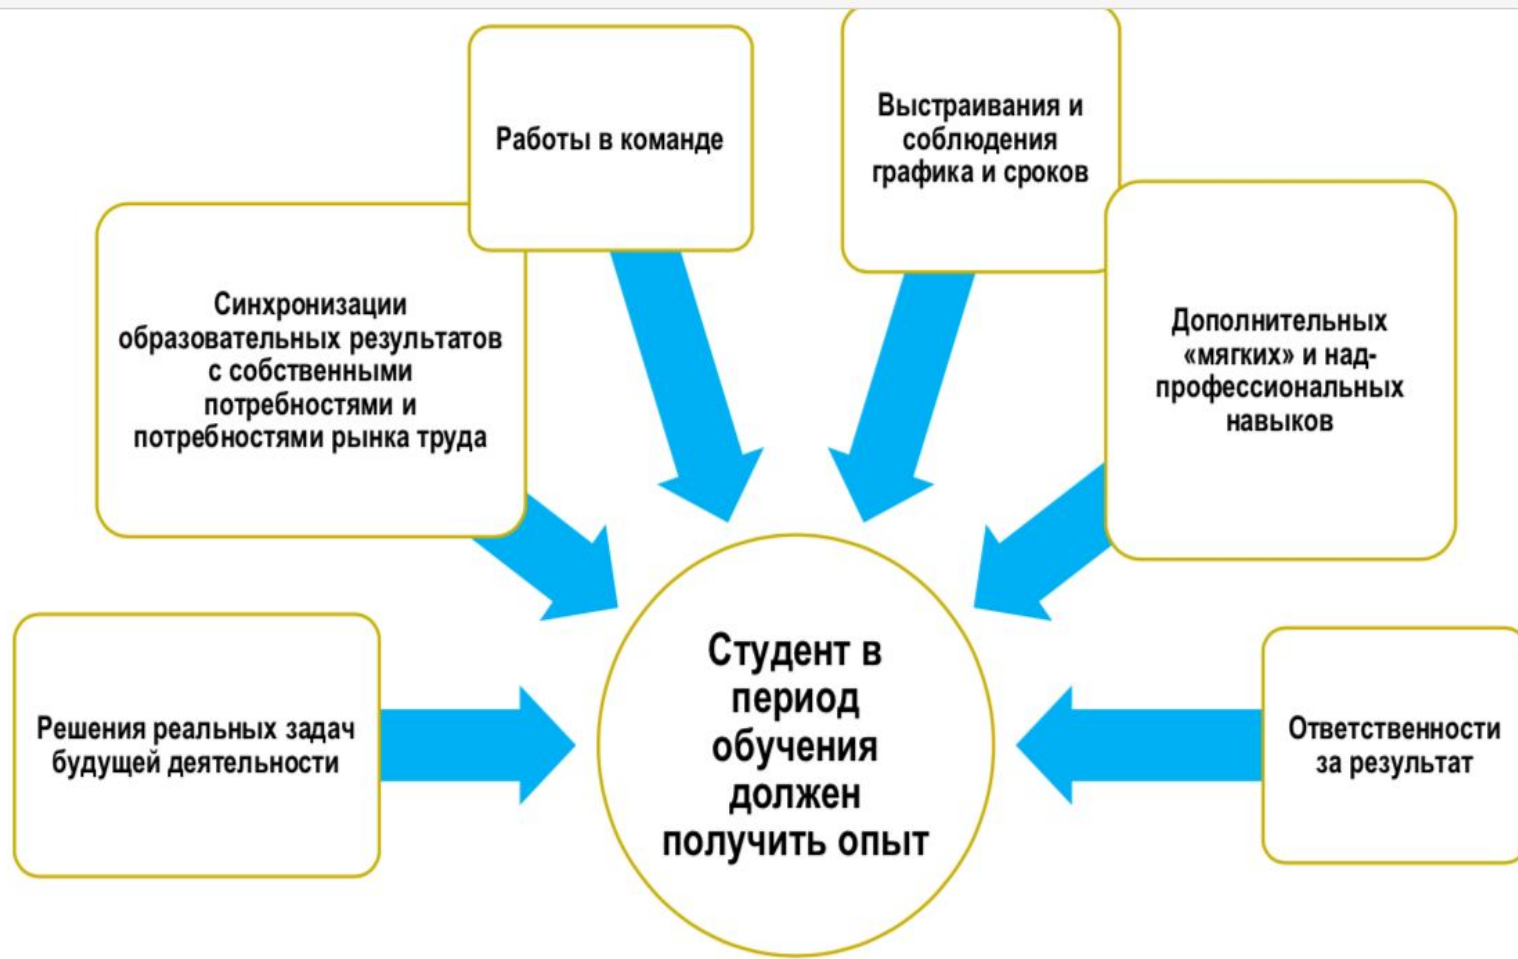 Работы в команде
Выстраивания и
соблюдения
графика и сроков
Синхронизации
образовательных результатов
с собственными
потребностями и
потребностями рынка труда
Дополнительных
«мягких» и над-
профессиональных
навыков
Решения реальных задач
будущей деятельности
Студент в
период
обучения
должен
получить опыт
Ответственности
за результат